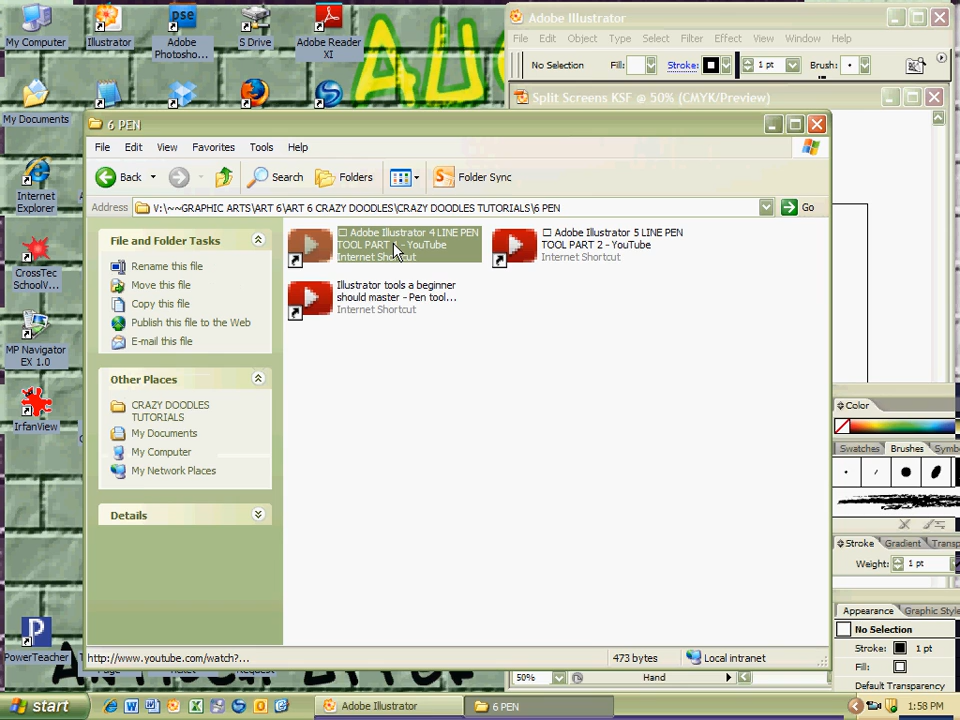 My Computer
Illustrator
Adobe
Photosho...
S Drive
Adobe Reader
XI
My Documents
Internet
Explorer
CrossTec
SchoolV...
MP Navigator
EX 1.0
IrfanView
PowerTeacher
Adobe Illustrator
File Edit Object Type Select Filter Effect View Window Help
No Selection Fill: Stroke: 1 pt Brush:
Split Screens KSF @ 50% (CMYK/Preview)
6 PEN
File Edit View Favorites Tools Help
Back Search Folders Folder Sync
Address V:\~~GRAPHIC ARTS\ART 6\ART 6 CRAZY DOODLES\CRAZY DOODLES TUTORIALS\6 PEN Go
File and Folder Tasks
Rename this file
Move this file
Copy this file
Publish this file to the Web
E-mail this file
Other Places
CRAZY DOODLES
TUTORIALS
My Documents
My Computer
My Network Places
Details
Adobe Illustrator 4 LINE PEN
TOOL PART - YouTube
Internet Shortcut
Adobe Illustrator 5 LINE PEN
TOOL PART 2 - YouTube
Internet Shortcut
Illustrator tools a beginner
should master - Pen tool...
Internet Shortcut
http://www.youtube.com/watch?...
473 bytes
Local intranet
Color
Swatches Brushes Symb
Stroke Gradient Transp
Weight: 1 pt
Appearance Graphic Style
No Selection
Stroke: 1 pt
Fill:
Default Transparency
50% Hand
start
Adobe Illustrator
6 PEN
1:58 PM